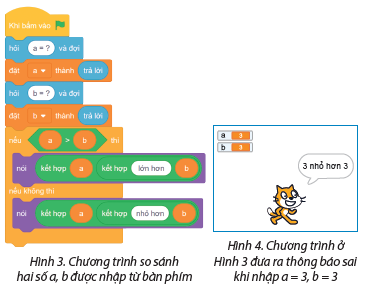 Khi bấm vào
hỏi a = ? và đợi
đặt a thành trả lời
hỏi b = ? và đợi
đặt b thành trả lời
nếu a > b thì
nói kết hợp a kết hợp lớn hơn b
nếu không thì
nói kết hợp a kết hợp nhỏ hơn b
Hình 3. Chương trình so sánh
hai số a, b được nhập từ bàn phím
a 3
b 3
3 nhỏ hơn 3
Hình 4. Chương trình ở
Hình 3 đưa ra thông báo sai
khi nhập a = 3, b = 3